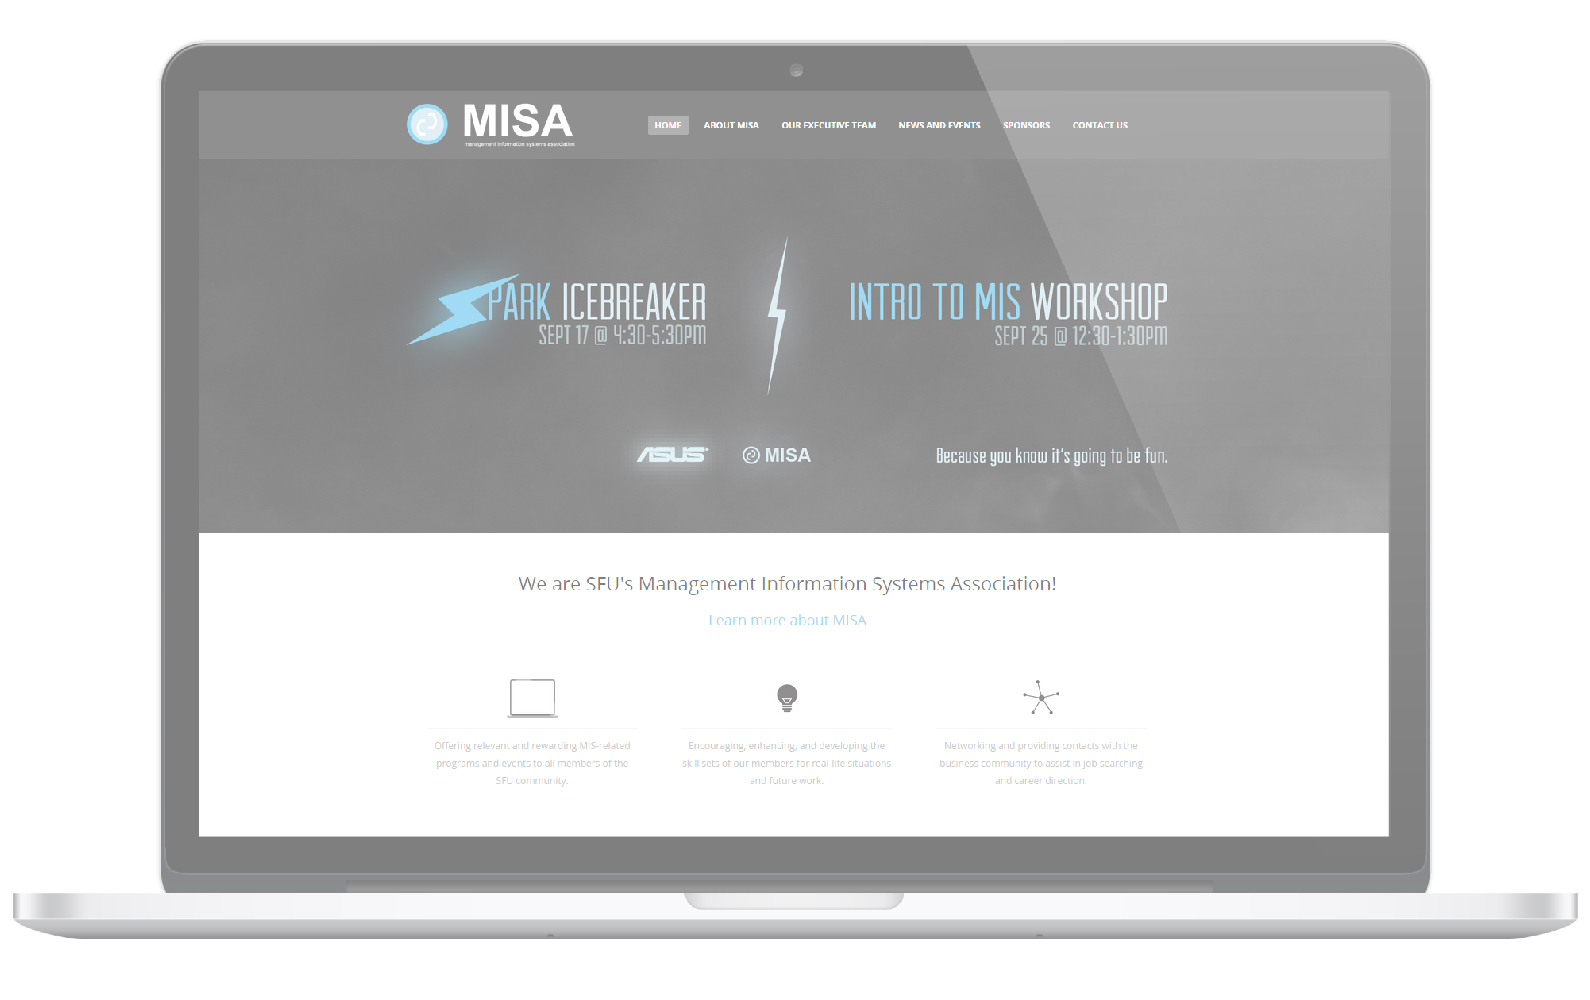 MISA
management information systems association
HOME ABOUT MISA OUR EXECUTIVE TEAM NEWS AND EVENTS SPONSORS CONTACT US
SPARK ICEBREAKER
SEPT 17 @ 4:30-5:30PM
INTRO TO MIS WORKSHOP
SEPT 25 @ 12:30-1:30PM
ASUS MISA
Because you know it's going to be fun.
We are SFU's Management Information Systems Association!
Learn more about MISA
Offering relevant and rewarding MIS-related
programs and events to all members of the
SFU community.
Encouraging, enhancing, and developing the
skill sets of our members for real life situations
and future work.
Networking and providing contacts with the
business community to assist in job searching
and career direction.